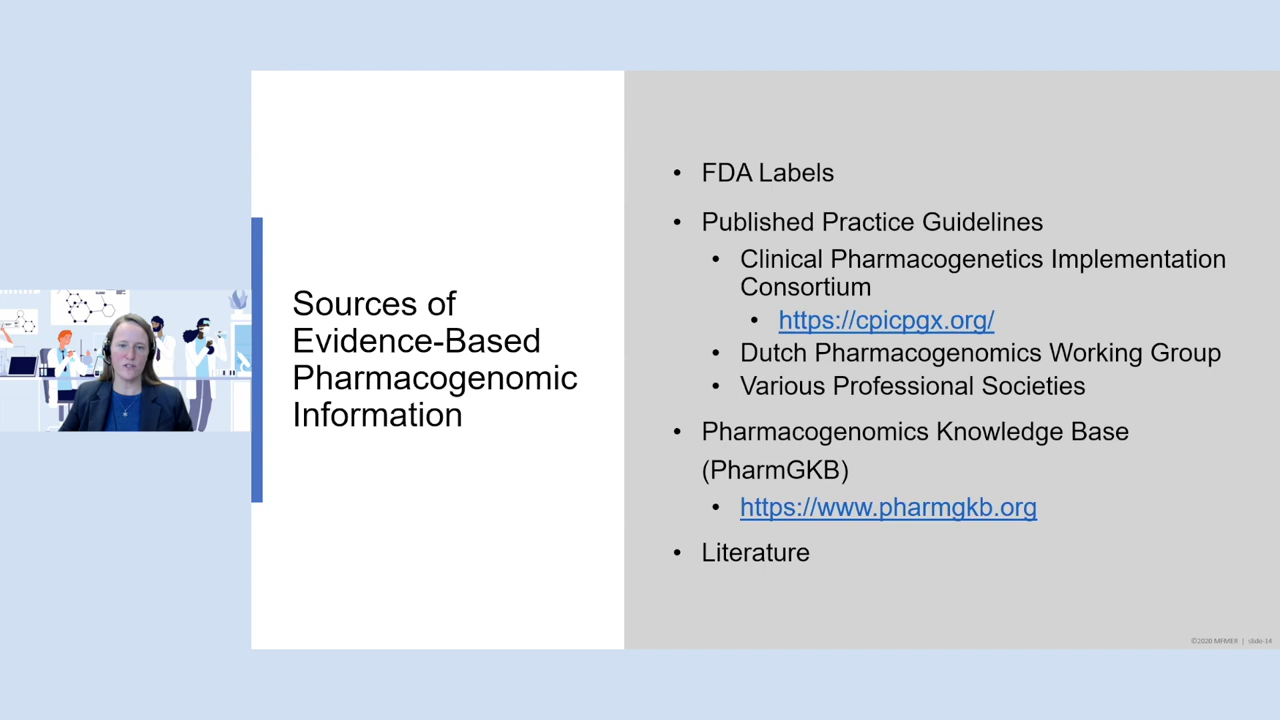 Sources of
Evidence-Based
Pharmacogenomic
Information
• FDA Labels
• Published Practice Guidelines
• Clinical Pharmacogenetics Implementation
Consortium
• https://cpicpgx.org/
• Dutch Pharmacogenomics Working Group
• Various Professional Societies
• Pharmacogenomics Knowledge Base
(PharmGKB)
• https://www.pharmgkb.org
• Literature
©2020 MFMER | slide-14